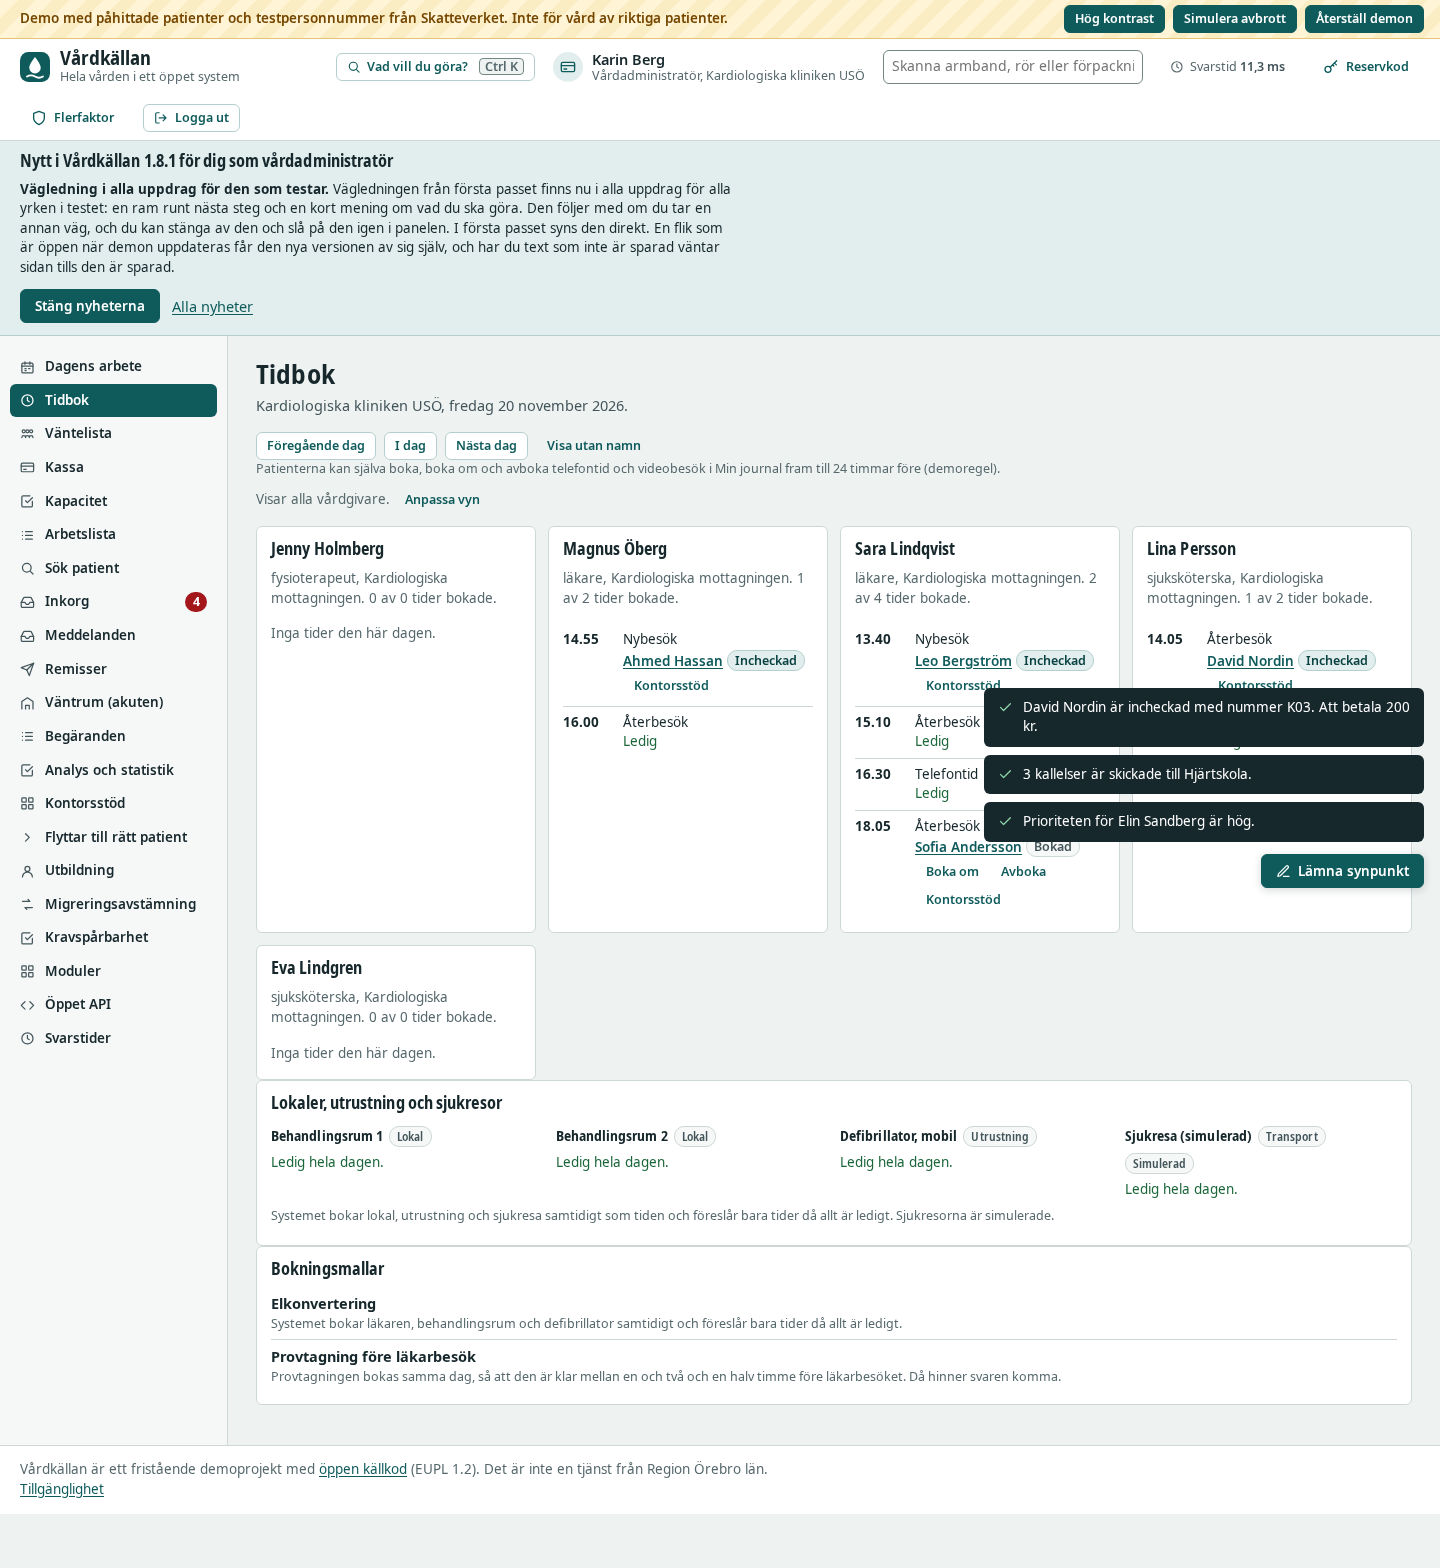 Demo med påhittade patienter och testpersonnummer från Skatteverket. Inte för vård av riktiga patienter.
Hög kontrast
Simulera avbrott
Återställ demon
Vårdkällan
Hela vården i ett öppet system
Vad vill du göra? Ctrl K
Karin Berg
Vårdadministratör, Kardiologiska kliniken USÖ
Skanna armband, rör eller förpackni
Svarstid 11,3 ms
Reservkod
Flerfaktor
Logga ut
Nytt i Vårdkällan 1.8.1 för dig som vårdadministratör
Vägledning i alla uppdrag för den som testar. Vägledningen från första passet finns nu i alla uppdrag för alla
yrken i testet: en ram runt nästa steg och en kort mening om vad du ska göra. Den följer med om du tar en
annan väg, och du kan stänga av den och slå på den igen i panelen. I första passet syns den direkt. En flik som
är öppen när demon uppdateras får den nya versionen av sig själv, och har du text som inte är sparad väntar
sidan tills den är sparad.
Stäng nyheterna
Alla nyheter
Dagens arbete
Tidbok
Väntelista
Kassa
Kapacitet
Arbetslista
Sök patient
Inkorg 4
Meddelanden
Remisser
Väntrum (akuten)
Begäranden
Analys och statistik
Kontorsstöd
Flyttar till rätt patient
Utbildning
Migreringsavstämning
Kravspårbarhet
Moduler
Öppet API
Svarstider
Tidbok
Kardiologiska kliniken USÖ, fredag 20 november 2026.
Föregående dag
I dag
Nästa dag
Visa utan namn
Patienterna kan själva boka, boka om och avboka telefontid och videobesök i Min journal fram till 24 timmar före (demoregel).
Visar alla vårdgivare. Anpassa vyn
Jenny Holmberg
fysioterapeut, Kardiologiska
mottagningen. 0 av 0 tider bokade.
Inga tider den här dagen.
Magnus Öberg
läkare, Kardiologiska mottagningen. 1
av 2 tider bokade.
14.55 Nybesök
Ahmed Hassan Incheckad
Kontorsstöd
16.00 Återbesök
Ledig
Sara Lindqvist
läkare, Kardiologiska mottagningen. 2
av 4 tider bokade.
13.40 Nybesök
Leo Bergström Incheckad
Kontorsstöd
15.10 Återbesök
Ledig
16.30 Telefontid
Ledig
18.05 Återbesök
Sofia Andersson Bokad
Boka om Avboka
Kontorsstöd
Lina Persson
sjuksköterska, Kardiologiska
mottagningen. 1 av 2 tider bokade.
14.05 Återbesök
David Nordin Incheckad
Kontorsstöd
David Nordin är incheckad med nummer K03. Att betala 200
kr.
3 kallelser är skickade till Hjärtskola.
Prioriteten för Elin Sandberg är hög.
Lämna synpunkt
Eva Lindgren
sjuksköterska, Kardiologiska
mottagningen. 0 av 0 tider bokade.
Inga tider den här dagen.
Lokaler, utrustning och sjukresor
Behandlingsrum 1 Lokal
Ledig hela dagen.
Behandlingsrum 2 Lokal
Ledig hela dagen.
Defibrillator, mobil Utrustning
Ledig hela dagen.
Sjukresa (simulerad) Transport
Simulerad
Ledig hela dagen.
Systemet bokar lokal, utrustning och sjukresa samtidigt som tiden och föreslår bara tider då allt är ledigt. Sjukresorna är simulerade.
Bokningsmallar
Elkonvertering
Systemet bokar läkaren, behandlingsrum och defibrillator samtidigt och föreslår bara tider då allt är ledigt.
Provtagning före läkarbesök
Provtagningen bokas samma dag, så att den är klar mellan en och två och en halv timme före läkarbesöket. Då hinner svaren komma.
Vårdkällan är ett fristående demoprojekt med öppen källkod (EUPL 1.2). Det är inte en tjänst från Region Örebro län.
Tillgänglighet